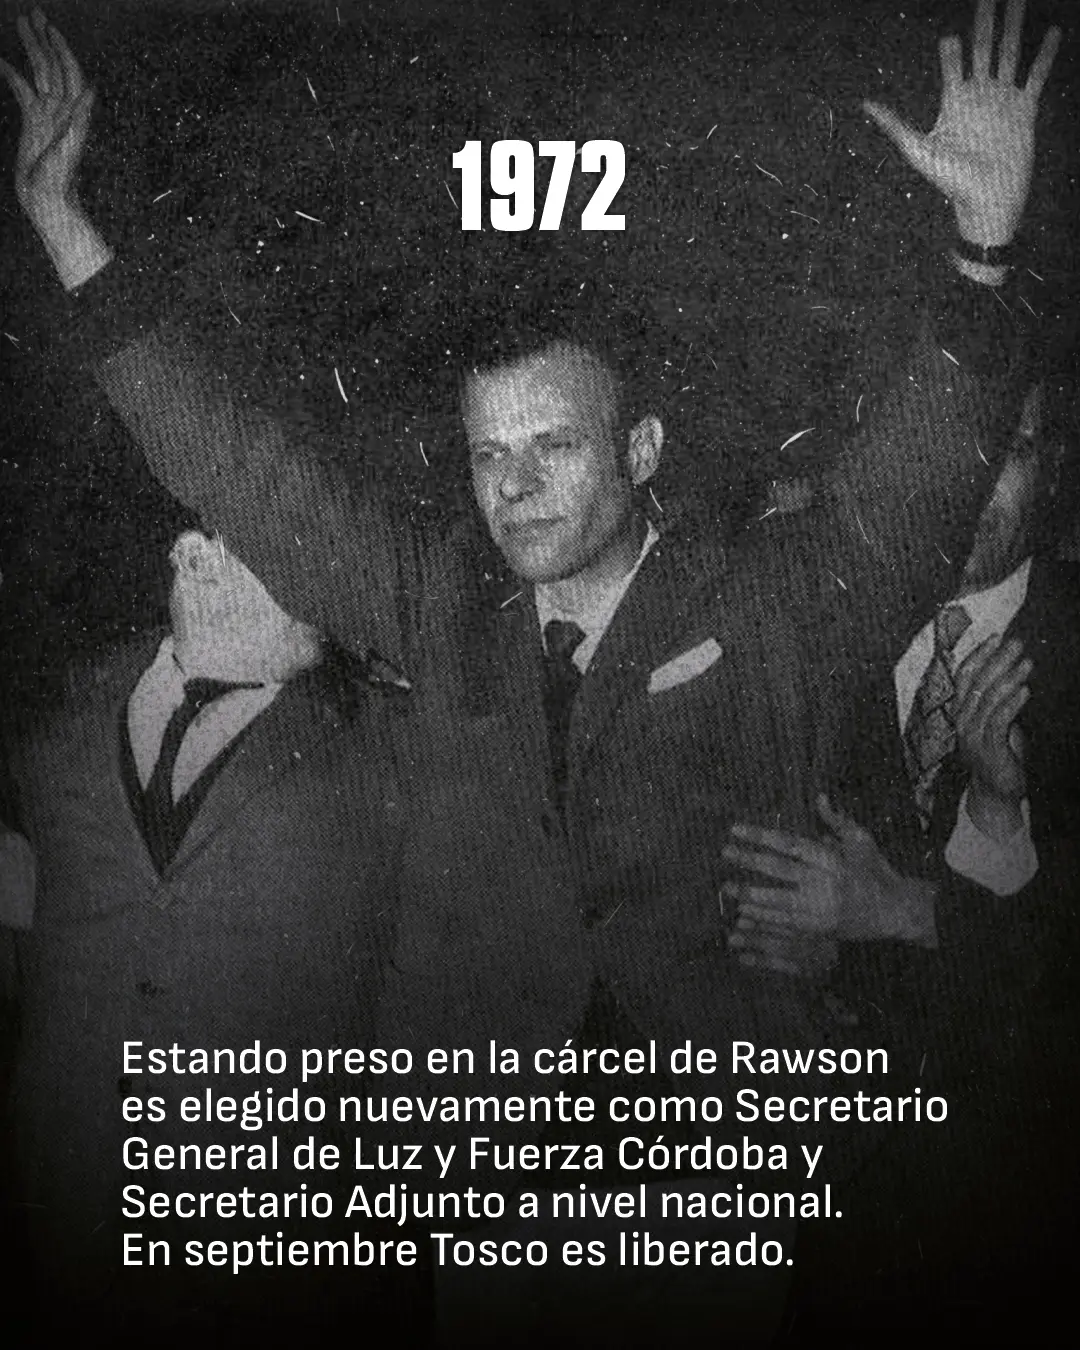 1972
Estando preso en la cárcel de Rawson
es elegido nuevamente como Secretario
General de Luz y Fuerza Córdoba y
Secretario Adjunto a nivel nacional.
En septiembre Tosco es liberado.